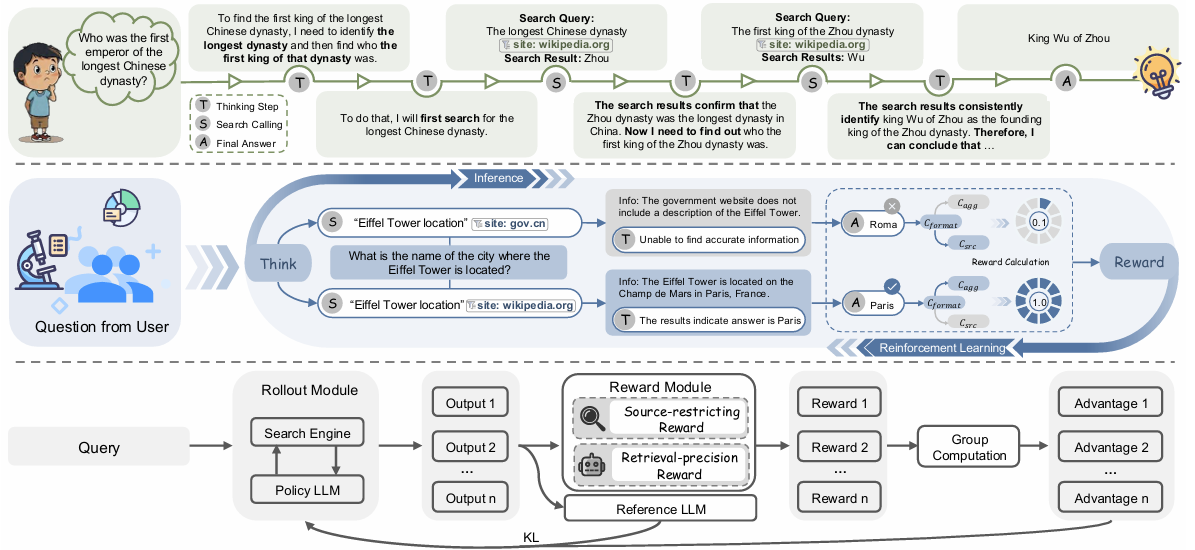 Who was the first
emperor of the
longest Chinese
dynasty?
To find the first king of the longest
Chinese dynasty, I need to identify the
longest dynasty and then find who the
first king of that dynasty was.
T
Thinking Step
S
Search Calling
A
Final Answer
T
To do that, I will first search for the
longest Chinese dynasty.
T
Search Query:
The longest Chinese dynasty
site: wikipedia.org
Search Result: Zhou
S
The search results confirm that the
Zhou dynasty was the longest dynasty in
China. Now I need to find out who the
first king of the Zhou dynasty was.
T
Search Query:
The first king of the Zhou dynasty
site: wikipedia.org
Search Results: Wu
S
The search results consistently
identify king Wu of Zhou as the founding
king of the Zhou dynasty. Therefore, I
can conclude that ...
T
King Wu of Zhou
A
Question from User
Inference
Think
S
“Eiffel Tower location” site: gov.cn
What is the name of the city where the
Eiffel Tower is located?
S
“Eiffel Tower location” site: wikipedia.org
Info: The government website does not
include a description of the Eiffel Tower.
T
Unable to find accurate information
Info: The Eiffel Tower is located on the
Champ de Mars in Paris, France.
T
The results indicate answer is Paris
A
Roma
C_agg
C_format
C_src
0.1
Reward Calculation
A
Paris
C_agg
C_format
C_src
1.0
Reward
Reinforcement Learning
Query
Rollout Module
Search Engine
Policy LLM
Output 1
Output 2
...
Output n
Reward Module
Source-restricting
Reward
Retrieval-precision
Reward
Reference LLM
Reward 1
Reward 2
...
Reward n
Group
Computation
Advantage 1
Advantage 2
...
Advantage n
KL